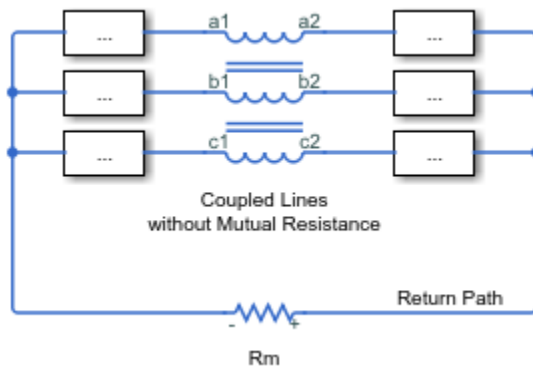 ... a1 a2 ...
... b1 b2 ...
... c1 c2 ...
Coupled Lines
without Mutual Resistance
Return Path
- +
Rm